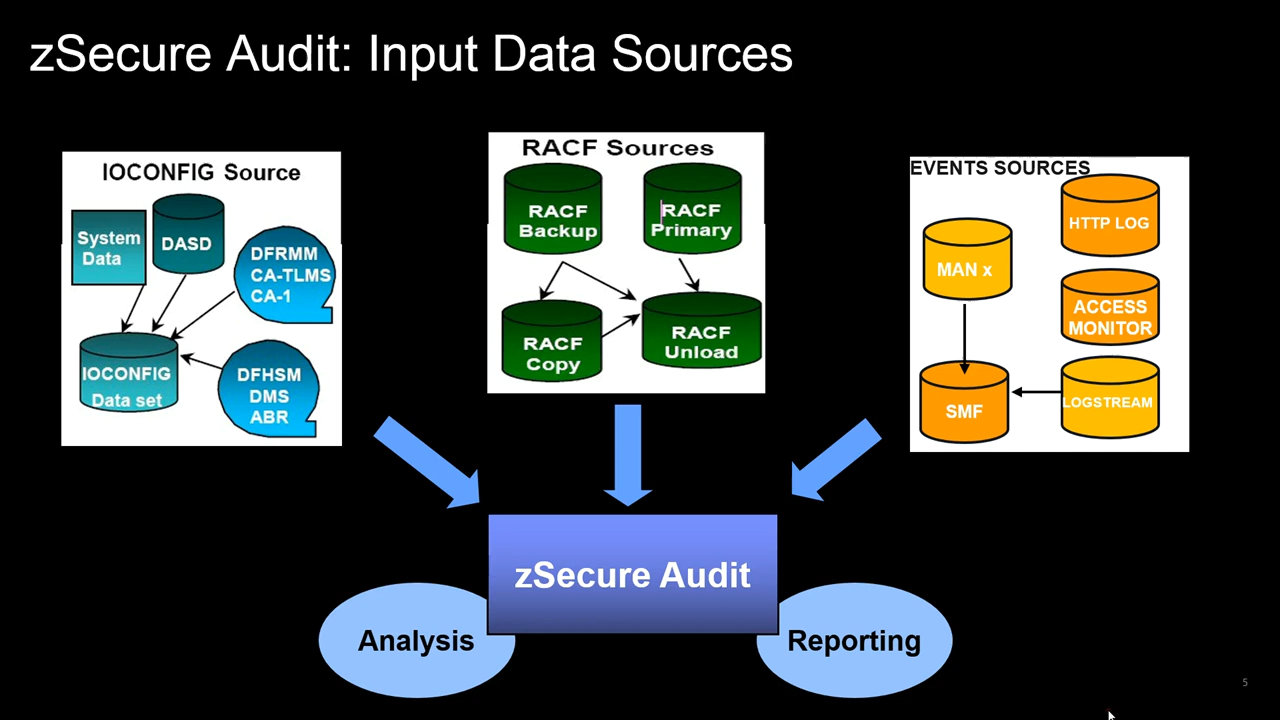 zSecure Audit: Input Data Sources
IOCONFIG Source
System
Data
DASD
DFRMM
CA-TLMS
CA-1
IOCONFIG
Data set
DFHSM
DMS
ABR
RACF Sources
RACF
Backup
RACF
Primary
RACF
Copy
RACF
Unload
EVENTS SOURCES
HTTP LOG
MAN x
ACCESS
MONITOR
SMF
LOGSTREAM
zSecure Audit
Analysis
Reporting
5